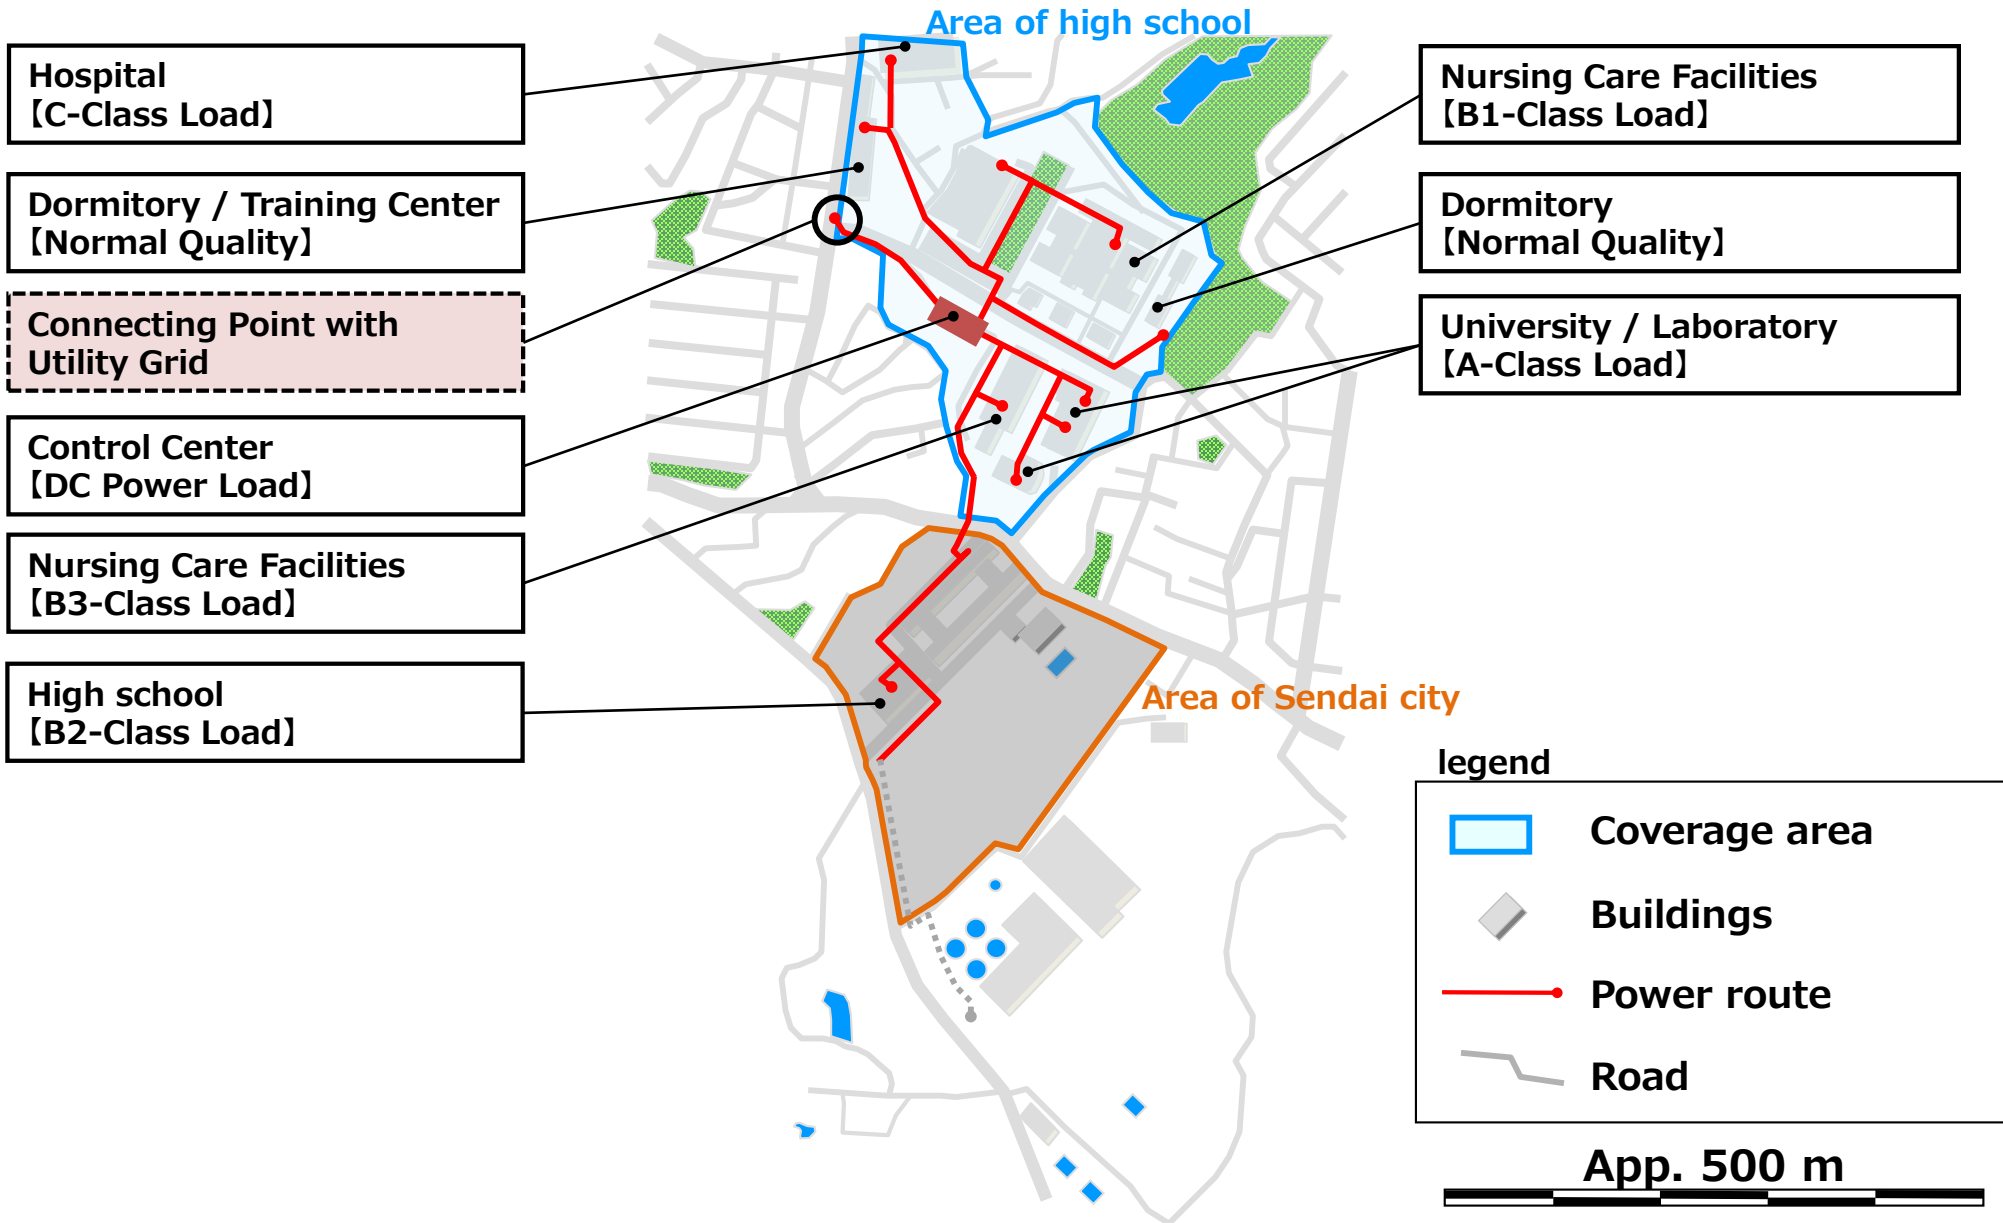 Area of high school
Hospital
【C-Class Load】
Dormitory / Training Center
【Normal Quality】
Connecting Point with
Utility Grid
Control Center
【DC Power Load】
Nursing Care Facilities
【B3-Class Load】
High school
【B2-Class Load】
Nursing Care Facilities
【B1-Class Load】
Dormitory
【Normal Quality】
University / Laboratory
【A-Class Load】
Area of Sendai city
legend
Coverage area
Buildings
Power route
Road
App. 500 m